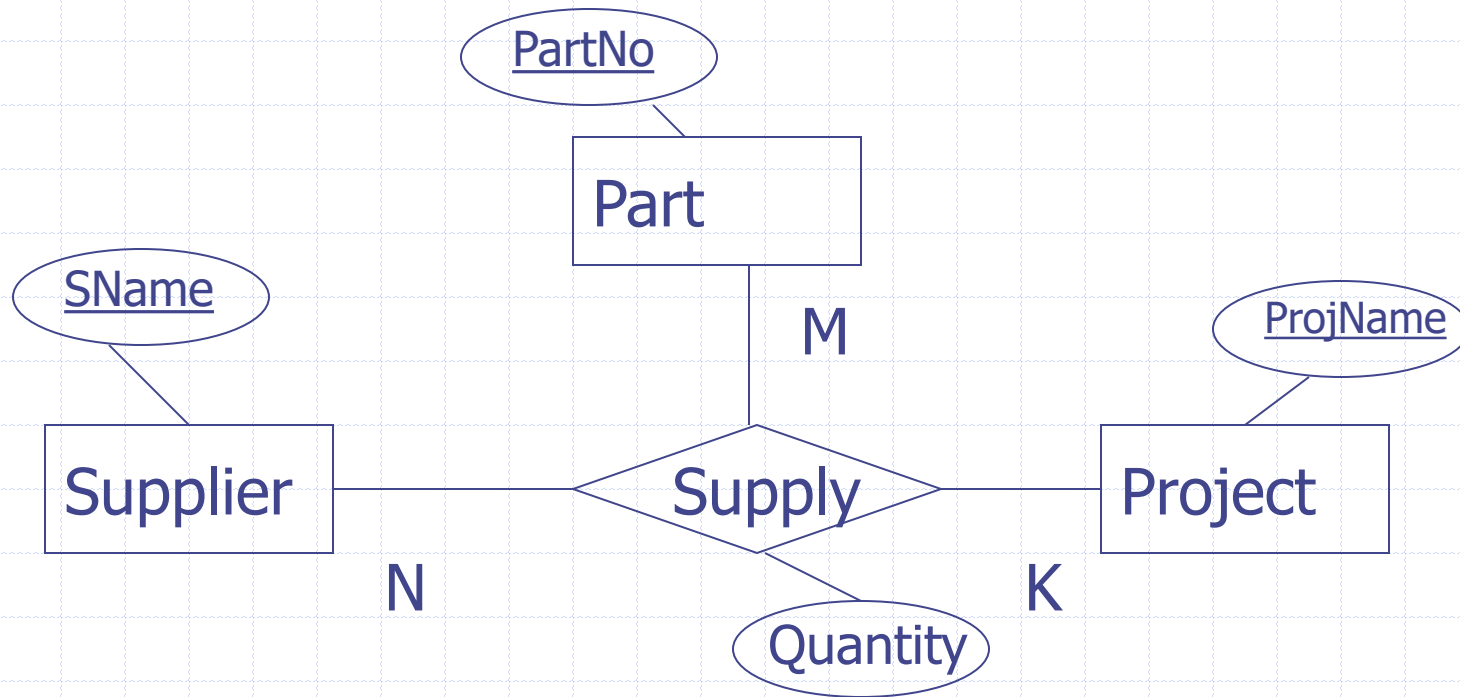 PartNo
Part
SName
M
ProjName
Supplier
Supply
Project
N
K
Quantity